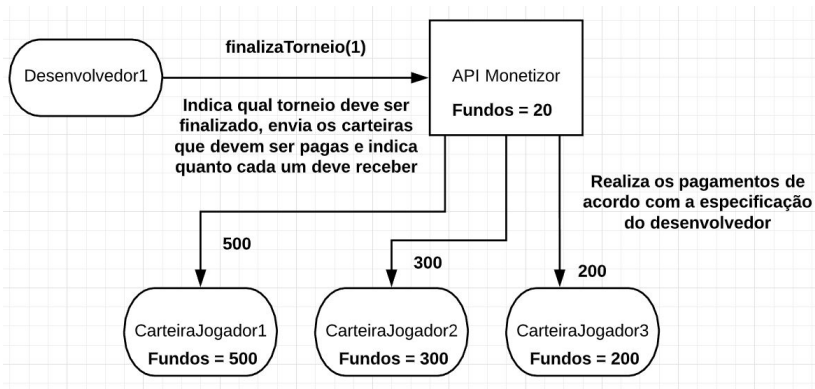 finalizaTorneio(1)
Desenvolvedor1
API Monetizor
Fundos = 20
Indica qual torneio deve ser
finalizado, envia os carteiras
que devem ser pagas e indica
quanto cada um deve receber
Realiza os pagamentos de
acordo com a especificação
do desenvolvedor
500
300
200
CarteiraJogador1
Fundos = 500
CarteiraJogador2
Fundos = 300
CarteiraJogador3
Fundos = 200